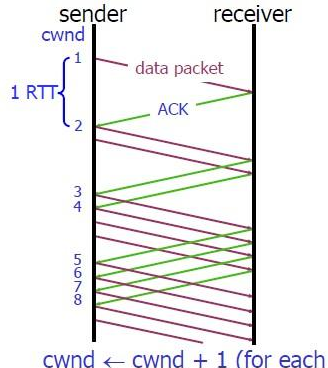 sender receiver
cwnd
1
data packet
1 RTT
ACK
2
3
4
5
6
7
8
cwnd ← cwnd + 1 (for each